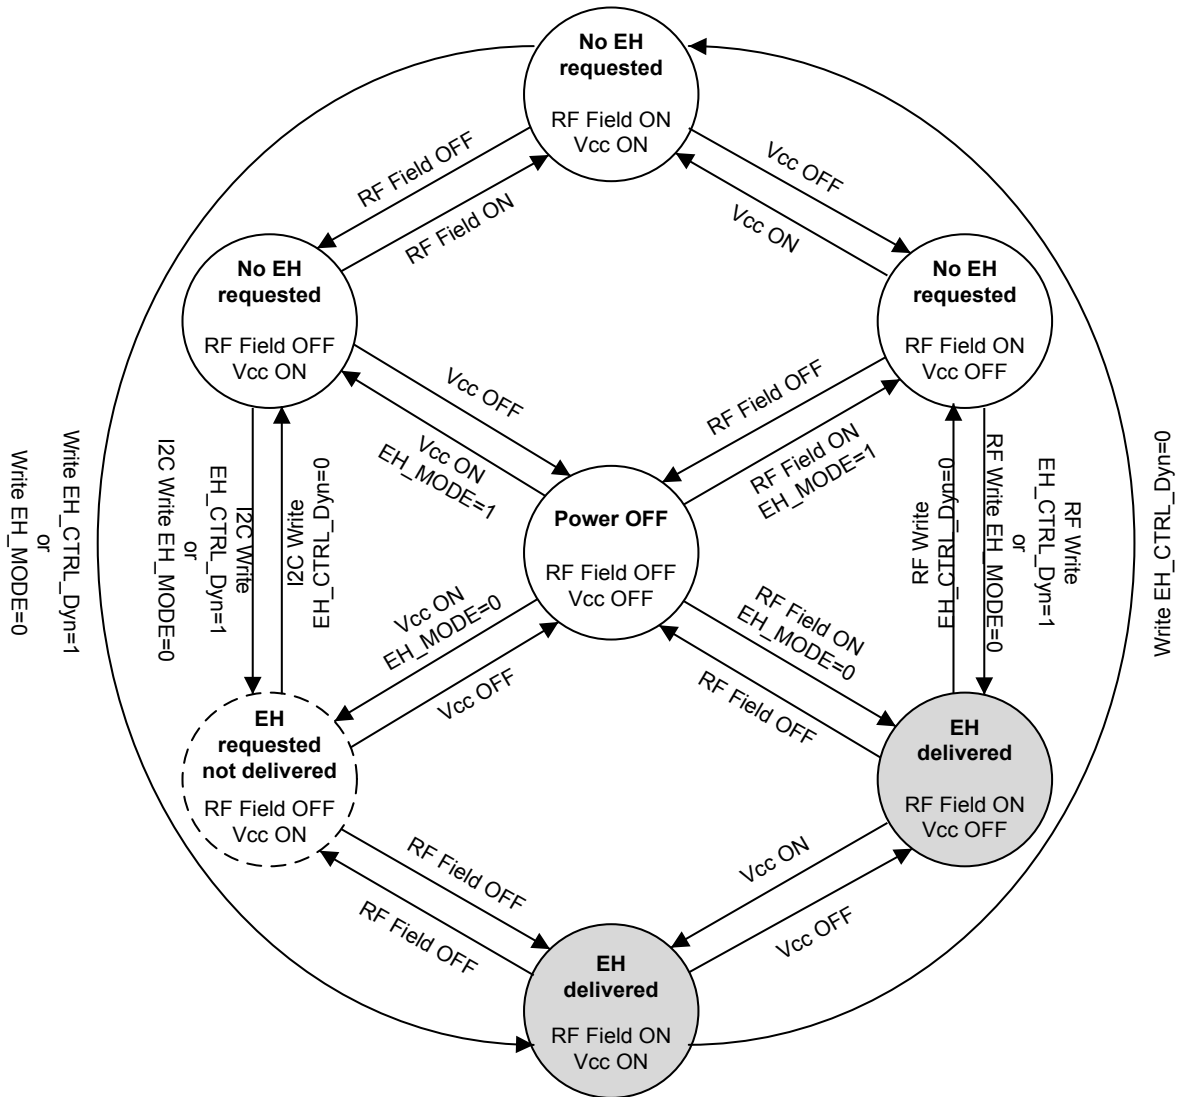 No EH
requested
RF Field ON
Vcc ON
RF Field OFF
RF Field ON
Vcc OFF
Vcc ON
No EH
requested
RF Field OFF
Vcc ON
No EH
requested
RF Field ON
Vcc OFF
Vcc OFF
Vcc ON
EH_MODE=1
RF Field OFF
RF Field ON
EH_MODE=1
Write EH_CTRL_Dyn=1
or
Write EH_MODE=0
I2C Write
EH_CTRL_Dyn=1
or
I2C Write EH_MODE=0
I2C Write
EH_CTRL_Dyn=0
Power OFF
RF Field OFF
Vcc OFF
RF Write
EH_CTRL_Dyn=0
RF Write
EH_CTRL_Dyn=1
or
RF Write EH_MODE=0
Write EH_CTRL_Dyn=0
Vcc ON
EH_MODE=0
Vcc OFF
RF Field ON
EH_MODE=0
RF Field OFF
EH
requested
not delivered
RF Field OFF
Vcc ON
EH
delivered
RF Field ON
Vcc OFF
RF Field OFF
RF Field OFF
Vcc ON
Vcc OFF
EH
delivered
RF Field ON
Vcc ON